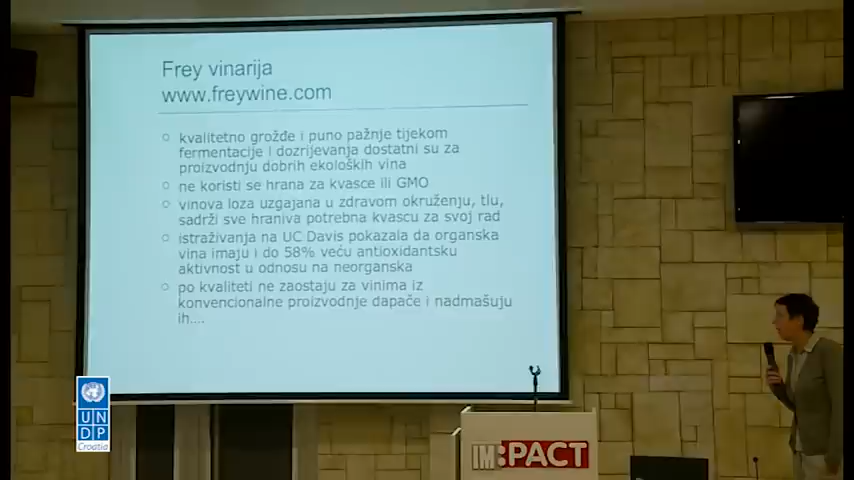 Frey vinarija
www.freywine.com
kvalitetno grožđe i puno pažnje tijekom
fermentacije i dozrijevanja dostatni su za
proizvodnju dobrih ekoloških vina
ne koristi se hrana za kvasce ili GMO
vinova loza uzgajana u zdravom okruženju, tlu,
sadrži sve hraniva potrebna kvascu za svoj rad
istraživanja na UC Davis pokazala da organska
vina imaju i do 58% veću antioxidantsku
aktivnost u odnosu na neorganska
po kvaliteti ne zaostaju za vinima iz
konvencionalne proizvodnje dapače i nadmašuju
ih....
UN
DP
Croatia
IM:PACT